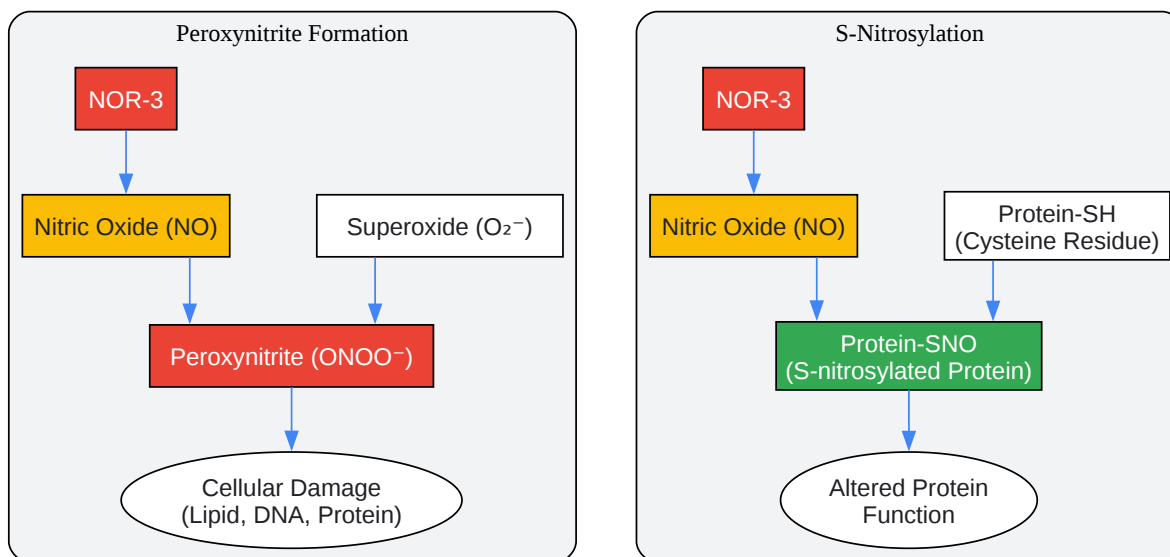 Peroxynitrite Formation
NOR-3
Nitric Oxide (NO)
Superoxide (O₂⁻)
Peroxynitrite (ONOO⁻)
Cellular Damage
(Lipid, DNA, Protein)
S-Nitrosylation
NOR-3
Nitric Oxide (NO)
Protein-SH
(Cysteine Residue)
Protein-SNO
(S-nitrosylated Protein)
Altered Protein
Function